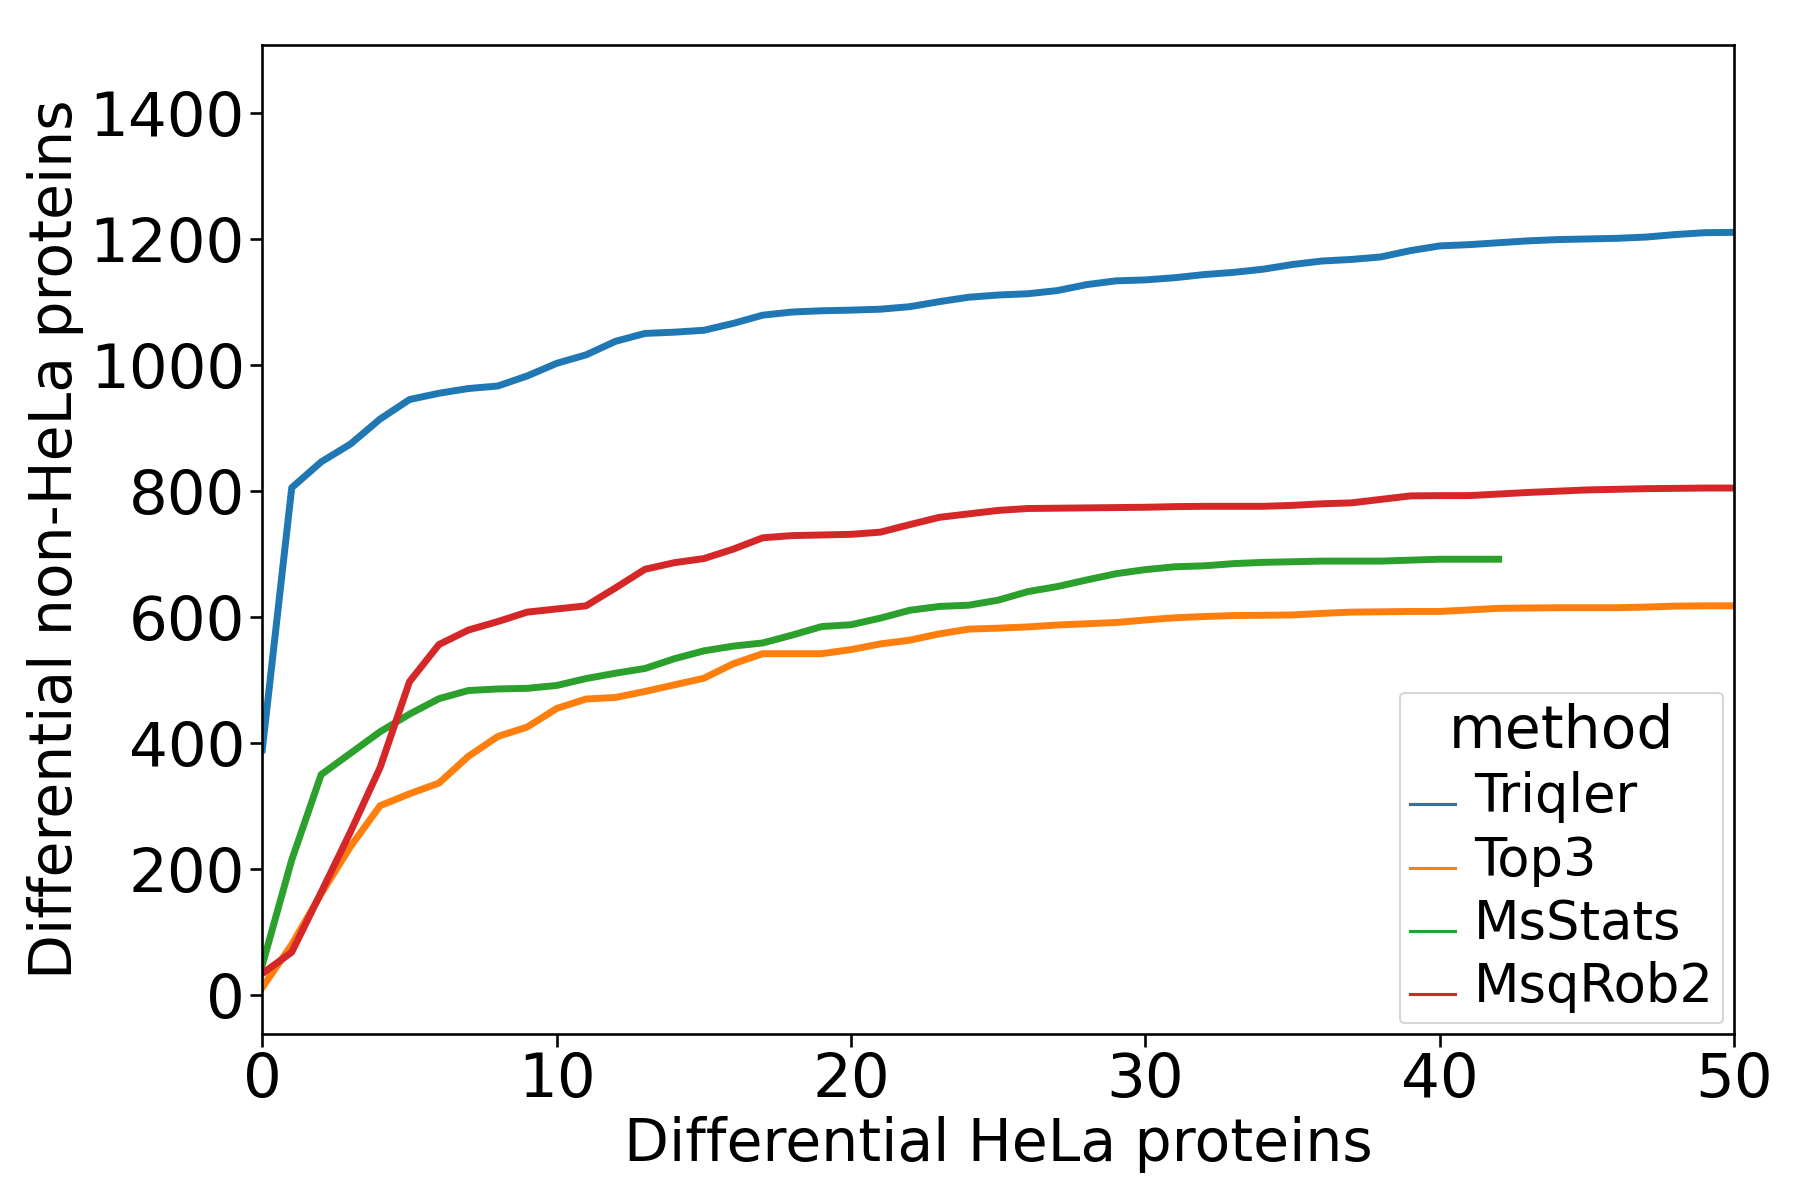 Differential non-HeLa proteins
1400
1200
1000
800
600
400
200
0
0 10 20 30 40 50
Differential HeLa proteins
method
Triqler
Top3
MsStats
MsqRob2